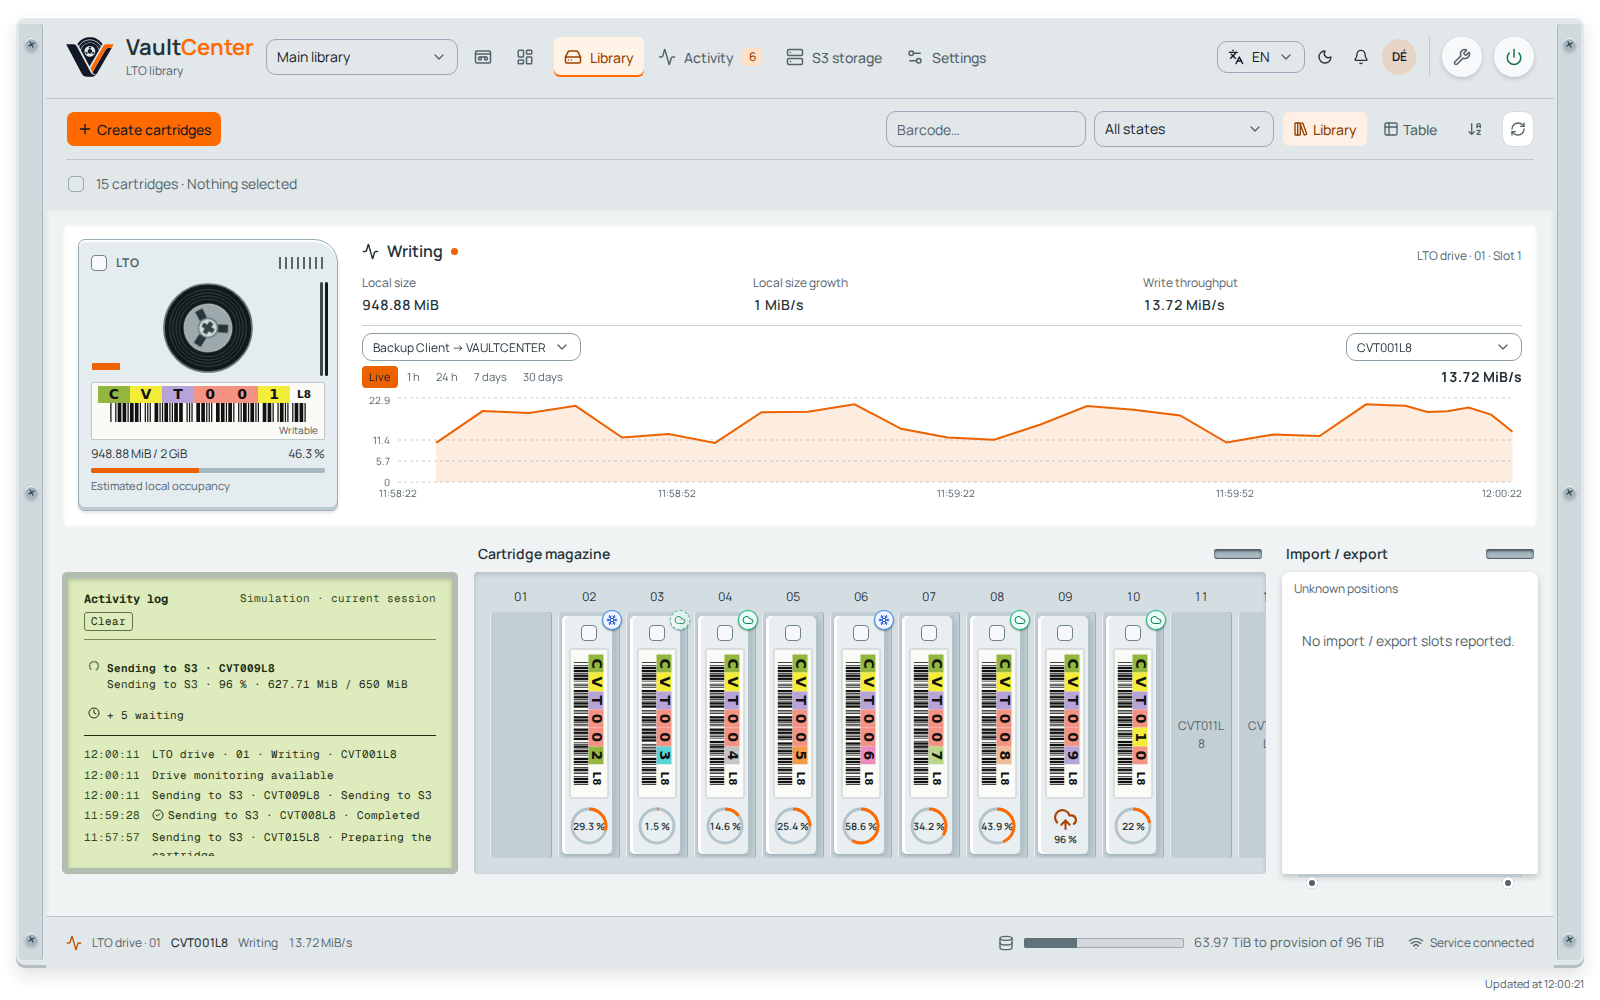 VaultCenter
LTO library
Main library
Library
Activity 6
S3 storage
Settings
EN
DÉ
+ Create cartridges
Barcode...
All states
Library
Table
15 cartridges · Nothing selected
LTO
C V T 0 0 1 L8
Writable
948.88 MiB / 2 GiB 46.3 %
Estimated local occupancy
Writing
LTO drive · 01 · Slot 1
Local size
948.88 MiB
Local size growth
1 MiB/s
Write throughput
13.72 MiB/s
Backup Client → VAULTCENTER
CVT001L8
Live 1 h 24 h 7 days 30 days
13.72 MiB/s
22.9
11.4
5.7
0
11:58:22 11:58:52 11:59:22 11:59:52 12:00:22
Activity log
Simulation · current session
Clear
Sending to S3 · CVT009L8
Sending to S3 · 96 % · 627.71 MiB / 650 MiB
+ 5 waiting
12:00:11 LTO drive · 01 · Writing · CVT001L8
12:00:11 Drive monitoring available
12:00:11 Sending to S3 · CVT009L8 · Sending to S3
11:59:28 Sending to S3 · CVT008L8 · Completed
11:57:57 Sending to S3 · CVT015L8 · Preparing the
cartridge
Cartridge magazine
01 02 03 04 05 06 07 08 09 10 11
CVT002 L8
29.3 %
CVT003 L8
1.5 %
CVT004 L8
14.6 %
CVT005 L8
25.4 %
CVT006 L8
58.6 %
CVT007 L8
34.2 %
CVT008 L8
43.9 %
CVT009 L8
96 %
CVT010 L8
22 %
CVT011L
8
Import / export
Unknown positions
No import / export slots reported.
LTO drive · 01 CVT001L8 Writing 13.72 MiB/s
63.97 TiB to provision of 96 TiB
Service connected
Updated at 12:00:21